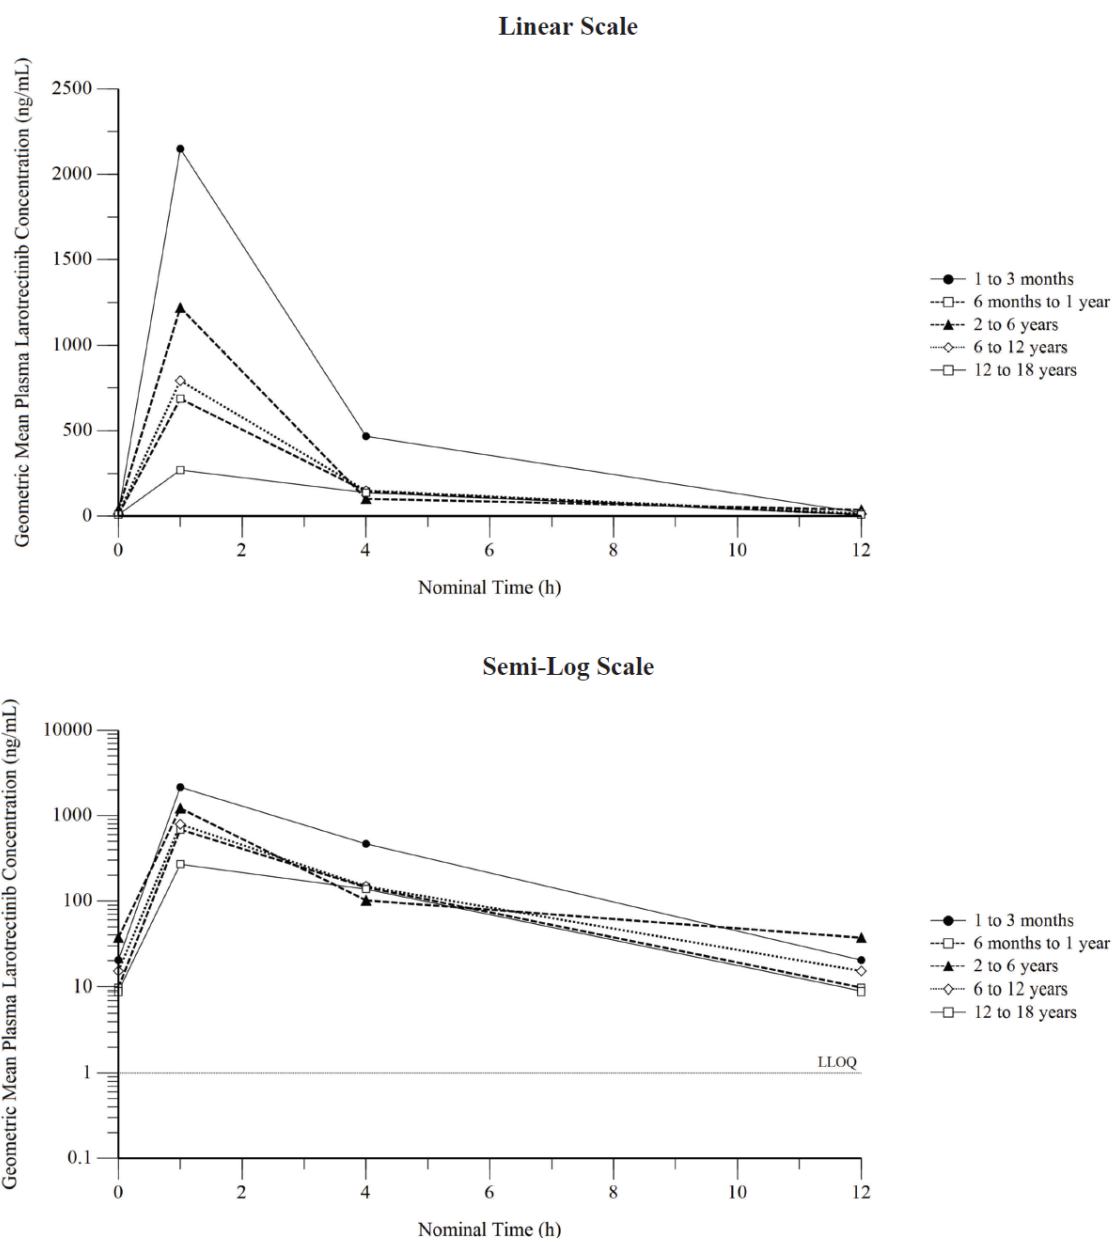 Linear Scale
Geometric Mean Plasma Larotrectinib Concentration (ng/mL)
2500
2000
1500
1000
500
0
0 2 4 6 8 10 12
Nominal Time (h)
1 to 3 months
6 months to 1 year
2 to 6 years
6 to 12 years
12 to 18 years
Semi-Log Scale
Geometric Mean Plasma Larotrectinib Concentration (ng/mL)
10000
1000
100
10
1
0.1
LLOQ
0 2 4 6 8 10 12
Nominal Time (h)
1 to 3 months
6 months to 1 year
2 to 6 years
6 to 12 years
12 to 18 years